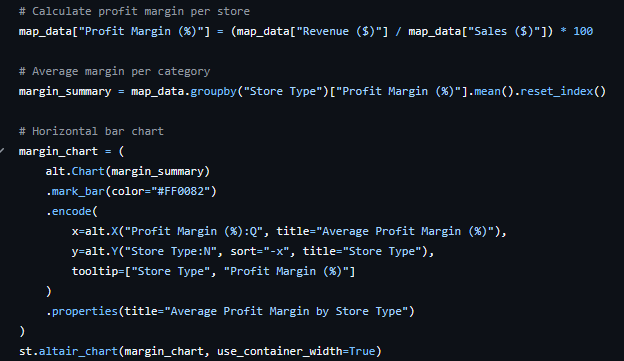 # Calculate profit margin per store
map_data["Profit Margin (%)"] = (map_data["Revenue ($)"] / map_data["Sales ($)"]) * 100
# Average margin per category
margin_summary = map_data.groupby("Store Type")["Profit Margin (%)"].mean().reset_index()
# Horizontal bar chart
margin_chart = (
    alt.Chart(margin_summary)
    .mark_bar(color="#FF0082")
    .encode(
        x=alt.X("Profit Margin (%):Q", title="Average Profit Margin (%)"),
        y=alt.Y("Store Type:N", sort="-x", title="Store Type"),
        tooltip=["Store Type", "Profit Margin (%)"]
    )
    .properties(title="Average Profit Margin by Store Type")
)
st.altair_chart(margin_chart, use_container_width=True)